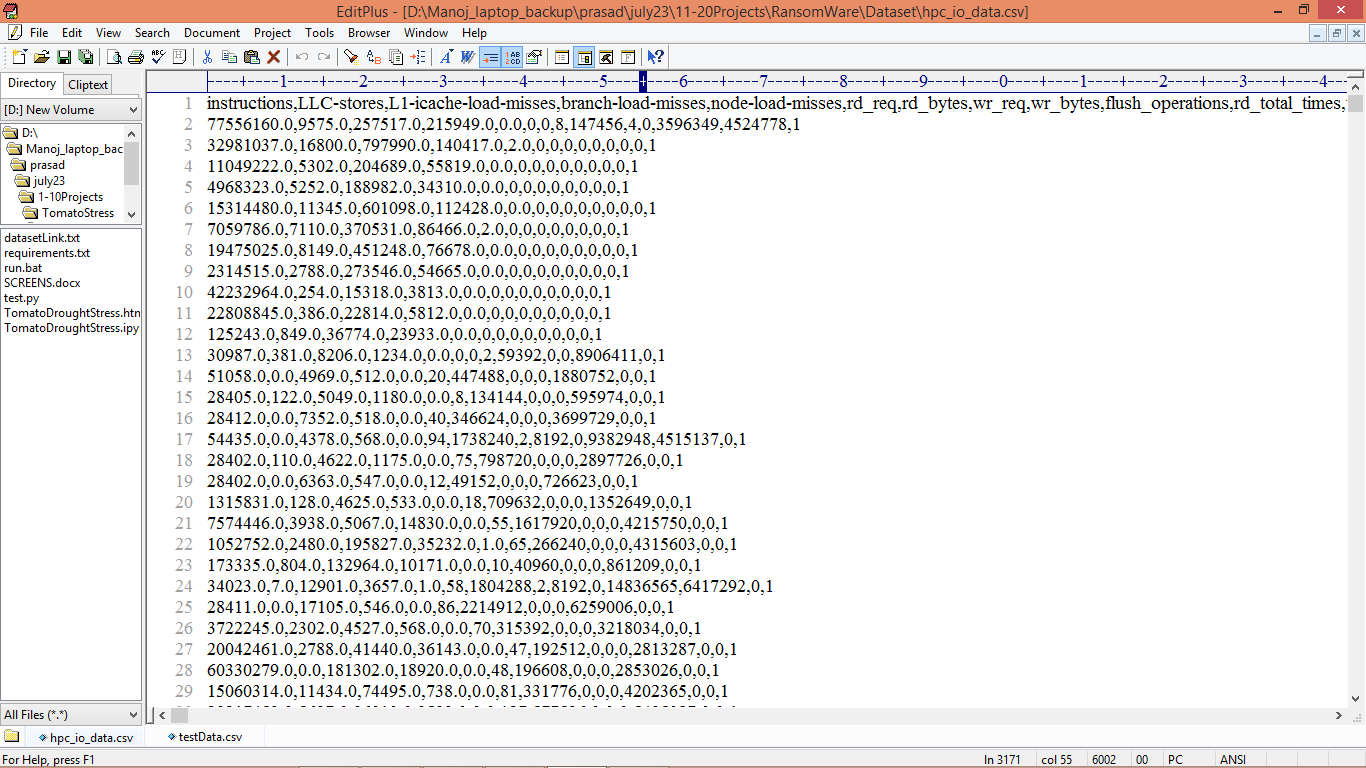 EditPlus - [D:\Manoj_laptop_backup\prasad\july23\11-20Projects\RansomWare\Dataset\hpc_io_data.csv]
File Edit View Search Document Project Tools Browser Window Help
Directory Cliptext
[D:] New Volume
D:\
Manoj_laptop_bac
prasad
july23
1-10Projects
TomatoStress
datasetLink.txt
requirements.txt
run.bat
SCREENS.docx
test.py
TomatoDroughtStress.htn
TomatoDroughtStress.ipy
All Files (*.*)
----+----1----+----2----+----3----+----4----+----5----+----6----+----7----+----8----+----9----+----0----+----1----+----2----+----3----+----4--
1 instructions,LLC-stores,L1-icache-load-misses,branch-load-misses,node-load-misses,rd_req,rd_bytes,wr_req,wr_bytes,flush_operations,rd_total_times,
2 77556160.0,9575.0,257517.0,215949.0,0.0,0,0,8,147456,4,0,3596349,4524778,1
3 32981037.0,16800.0,797990.0,140417.0,2.0,0,0,0,0,0,0,0,0,1
4 11049222.0,5302.0,204689.0,55819.0,0.0,0,0,0,0,0,0,0,0,1
5 4968323.0,5252.0,188982.0,34310.0,0.0,0,0,0,0,0,0,0,0,1
6 15314480.0,11345.0,601098.0,112428.0,0.0,0,0,0,0,0,0,0,0,1
7 7059786.0,7110.0,370531.0,86466.0,2.0,0,0,0,0,0,0,0,0,1
8 19475025.0,8149.0,451248.0,76678.0,0.0,0,0,0,0,0,0,0,0,1
9 2314515.0,2788.0,273546.0,54665.0,0.0,0,0,0,0,0,0,0,0,1
10 42232964.0,254.0,15318.0,3813.0,0.0,0,0,0,0,0,0,0,0,1
11 22808845.0,386.0,22814.0,5812.0,0.0,0,0,0,0,0,0,0,0,1
12 125243.0,849.0,36774.0,23933.0,0.0,0,0,0,0,0,0,0,0,1
13 30987.0,381.0,8206.0,1234.0,0.0,0,0,2,59392,0,0,8906411,0,1
14 51058.0,0.0,4969.0,512.0,0.0,20,447488,0,0,0,1880752,0,0,1
15 28405.0,122.0,5049.0,1180.0,0.0,8,134144,0,0,0,595974,0,0,1
16 28412.0,0.0,7352.0,518.0,0.0,40,346624,0,0,0,3699729,0,0,1
17 54435.0,0.0,4378.0,568.0,0.0,94,1738240,2,8192,0,9382948,4515137,0,1
18 28402.0,110.0,4622.0,1175.0,0.0,75,798720,0,0,0,2897726,0,0,1
19 28402.0,0.0,6363.0,547.0,0.0,12,49152,0,0,0,726623,0,0,1
20 1315831.0,128.0,4625.0,533.0,0.0,18,709632,0,0,0,1352649,0,0,1
21 7574446.0,3938.0,5067.0,14830.0,0.0,55,1617920,0,0,0,4215750,0,0,1
22 1052752.0,2480.0,195827.0,35232.0,1.0,65,266240,0,0,0,4315603,0,0,1
23 173335.0,804.0,132964.0,10171.0,0.0,10,40960,0,0,0,861209,0,0,1
24 34023.0,7.0,12901.0,3657.0,1.0,58,1804288,2,8192,0,14836565,6417292,0,1
25 28411.0,0.0,17105.0,546.0,0.0,86,2214912,0,0,0,6259006,0,0,1
26 3722245.0,2302.0,4527.0,568.0,0.0,70,315392,0,0,0,3218034,0,0,1
27 20042461.0,2788.0,41440.0,36143.0,0.0,47,192512,0,0,0,2813287,0,0,1
28 60330279.0,0.0,181302.0,18920.0,0.0,48,196608,0,0,0,2853026,0,0,1
29 15060314.0,11434.0,74495.0,738.0,0.0,81,331776,0,0,0,4202365,0,0,1
hpc_io_data.csv testData.csv
For Help, press F1 ln 3171 col 55 6002 00 PC ANSI